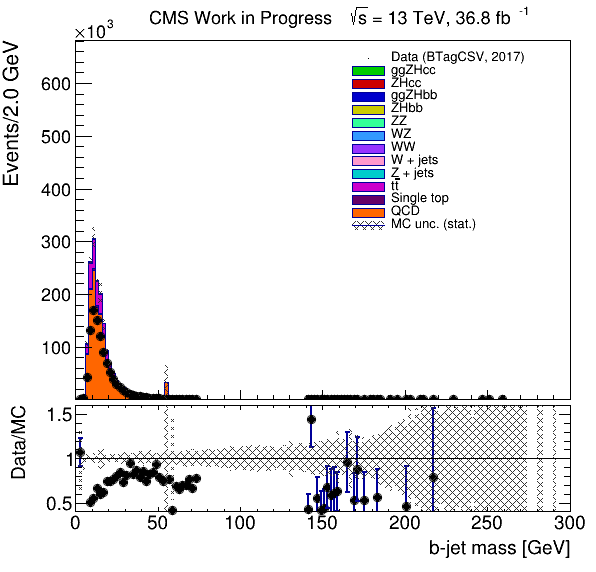 CMS Work in Progress √s = 13 TeV, 36.8 fb⁻¹
×10³
Events/2.0 GeV
600
500
400
300
200
100
Data (BTagCSV, 2017)
ggZHcc
ZHcc
ggZHbb
ZHbb
ZZ
WZ
WW
W + jets
Z + jets
tt̅
Single top
QCD
MC unc. (stat.)
Data/MC
1.5
1
0.5
0 50 100 150 200 250 300
b-jet mass [GeV]